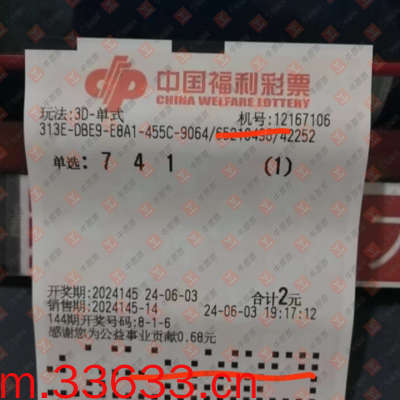 中国福利彩票
CHINA WELFARE LOTTERY
玩法:3D-单式 机号:12167106
313E-DBE9-E8A1-455C-9064/65210430/42252
单选: 7 4 1 (1)
开奖期:2024145 24-06-03 合计2元
销售期:2024145-14 24-06-03 19:17:12
144期开奖号码:8-1-6
感谢您为公益事业贡献0.68元
m.33633.cn